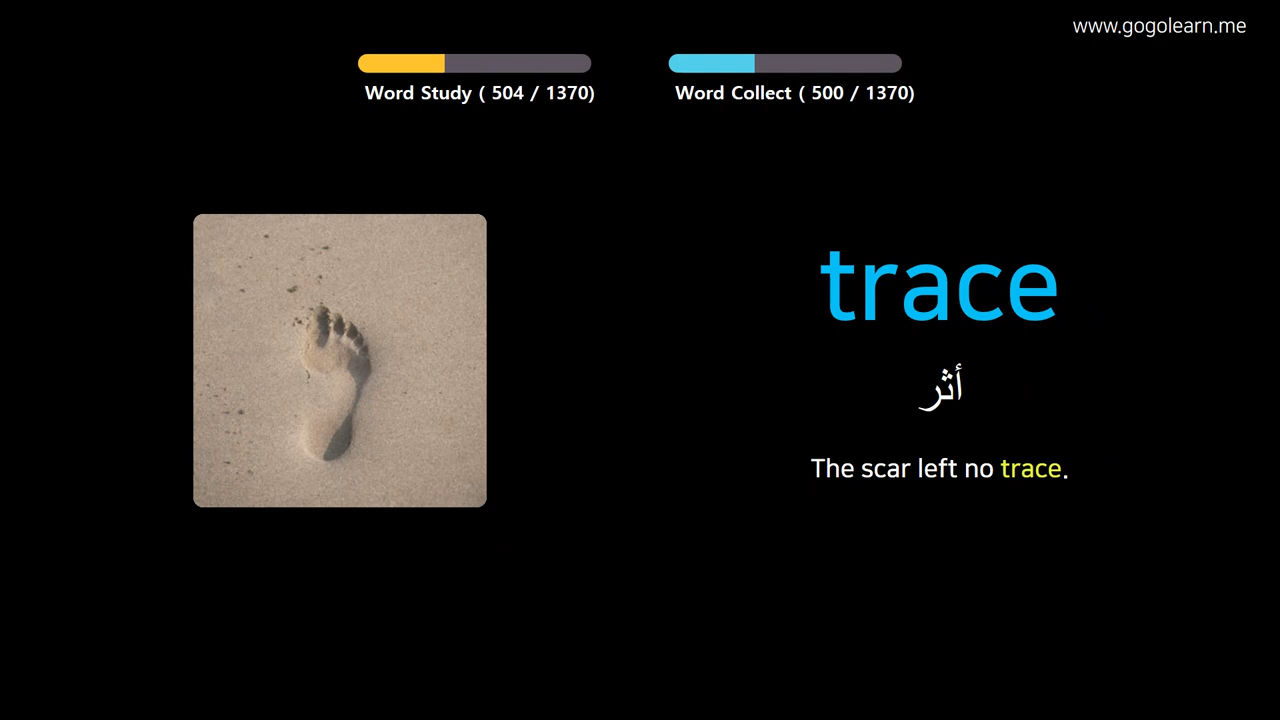 www.gogolearn.me
Word Study ( 504 / 1370)
Word Collect ( 500 / 1370)
trace
أثر
The scar left no trace.